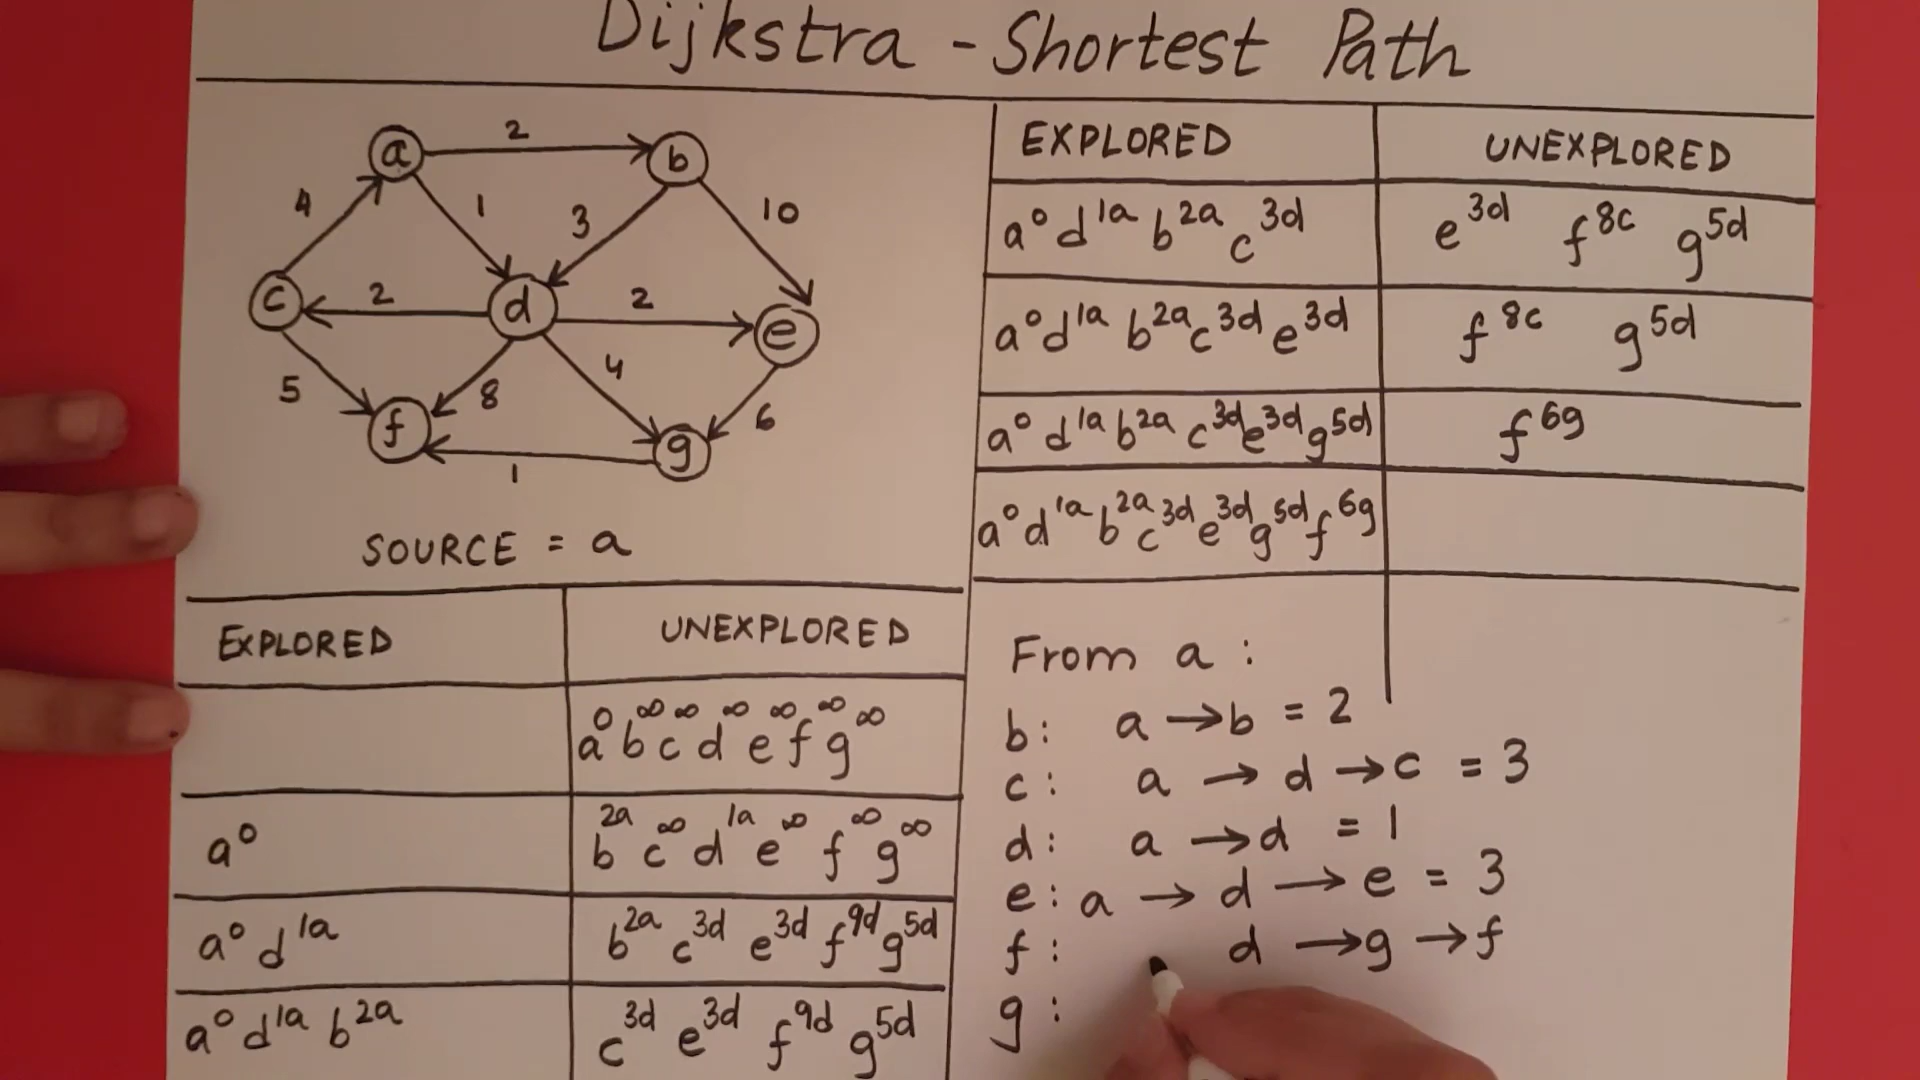 Dijkstra - Shortest Path
a 2 b
4 1 3 10
c 2 d 2 e
5 8 4 6
f 1 g
SOURCE = a
EXPLORED UNEXPLORED
a⁰ b^∞ c^∞ d^∞ e^∞ f^∞ g^∞
a⁰ b^2a c^∞ d^1a e^∞ f^∞ g^∞
a⁰ d^1a b^2a c^3d e^3d f^9d g^5d
a⁰ d^1a b^2a c^3d e^3d f^9d g^5d
EXPLORED UNEXPLORED
a⁰ d^1a b^2a c^3d e^3d f^8c g^5d
a⁰ d^1a b^2a c^3d e^3d f^8c g^5d
a⁰ d^1a b^2a c^3d e^3d g^5d f^6g
a⁰ d^1a b^2a c^3d e^3d g^5d f^6g
From a :
b: a → b = 2
c: a → d → c = 3
d: a → d = 1
e: a → d → e = 3
f: d → g → f
g: